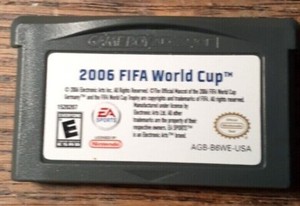 GAME BOY ADVANCE
2006 FIFA World Cup™
© 2006 Electronic Arts Inc. All rights reserved. ©The Official Mascot of the 2006 FIFA World Cup
Germany™ and the FIFA World Cup Trophy are copyrights and trademarks of FIFA. All rights reserved.
Manufactured under license by
Electronic Arts Ltd. All other
trademarks are the property of their
respective owners. EA SPORTS™
is an Electronic Arts™ brand.
EVERYONE
E
ESRB
EA
SPORTS
Nintendo
AGB-B6WE-USA